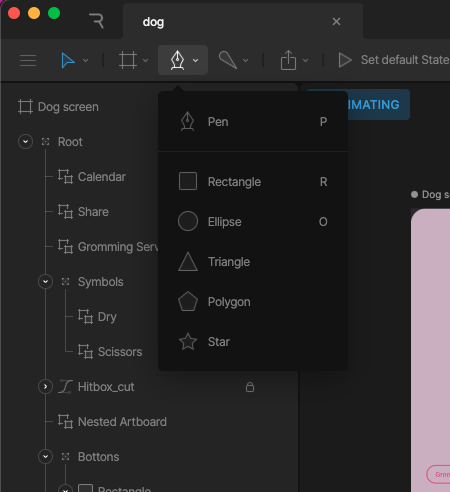 dog
Set default State
Dog screen
ANIMATING
Pen P
Root
Calendar
Rectangle R
Dog s
Share
Ellipse O
Gromming Serv
Triangle
Symbols
Polygon
Dry
Star
Scissors
Hitbox_cut
Nested Artboard
Bottons
Rectangle